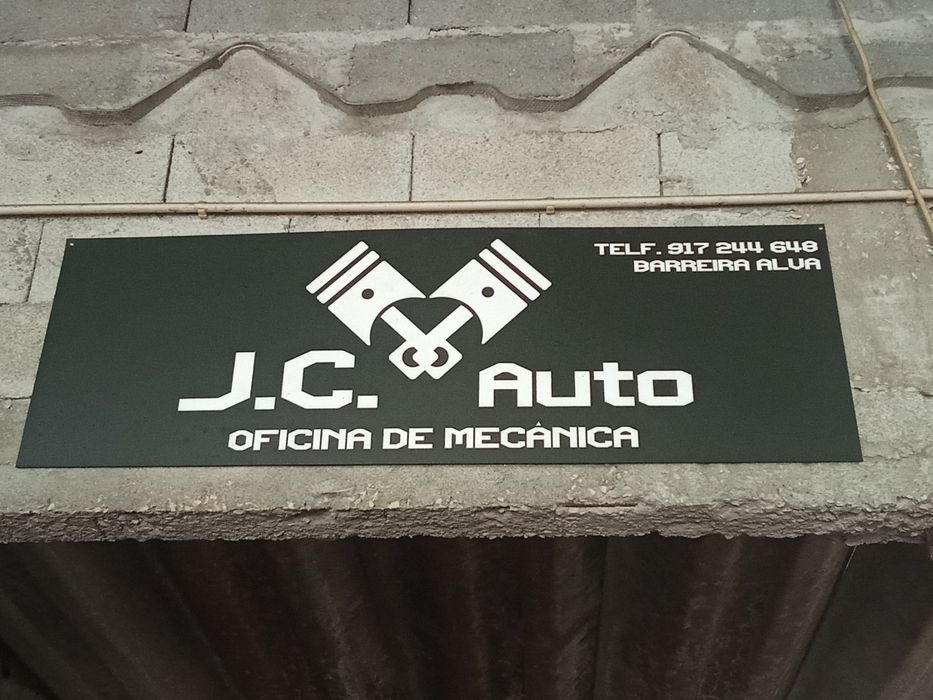 TELF. 917 244 648
BARREIRA ALVA
J.C. Auto
OFICINA DE MECÂNICA